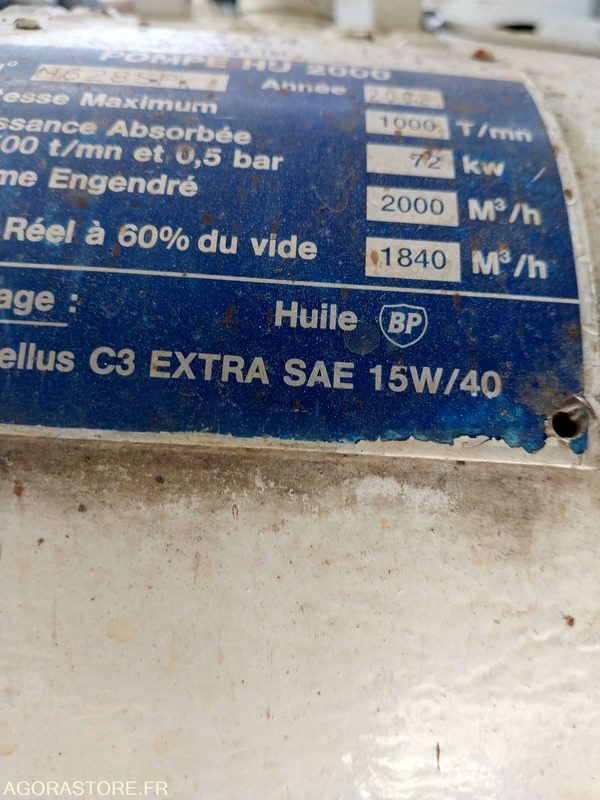 POMPE HU 2000
Année
esse Maximum 1000 T/mn
ssance Absorbée
00 t/mn et 0,5 bar 72 kw
me Engendré 2000 M³/h
Réel à 60% du vide 1840 M³/h
age : Huile BP
ellus C3 EXTRA SAE 15W/40
AGORASTORE.FR